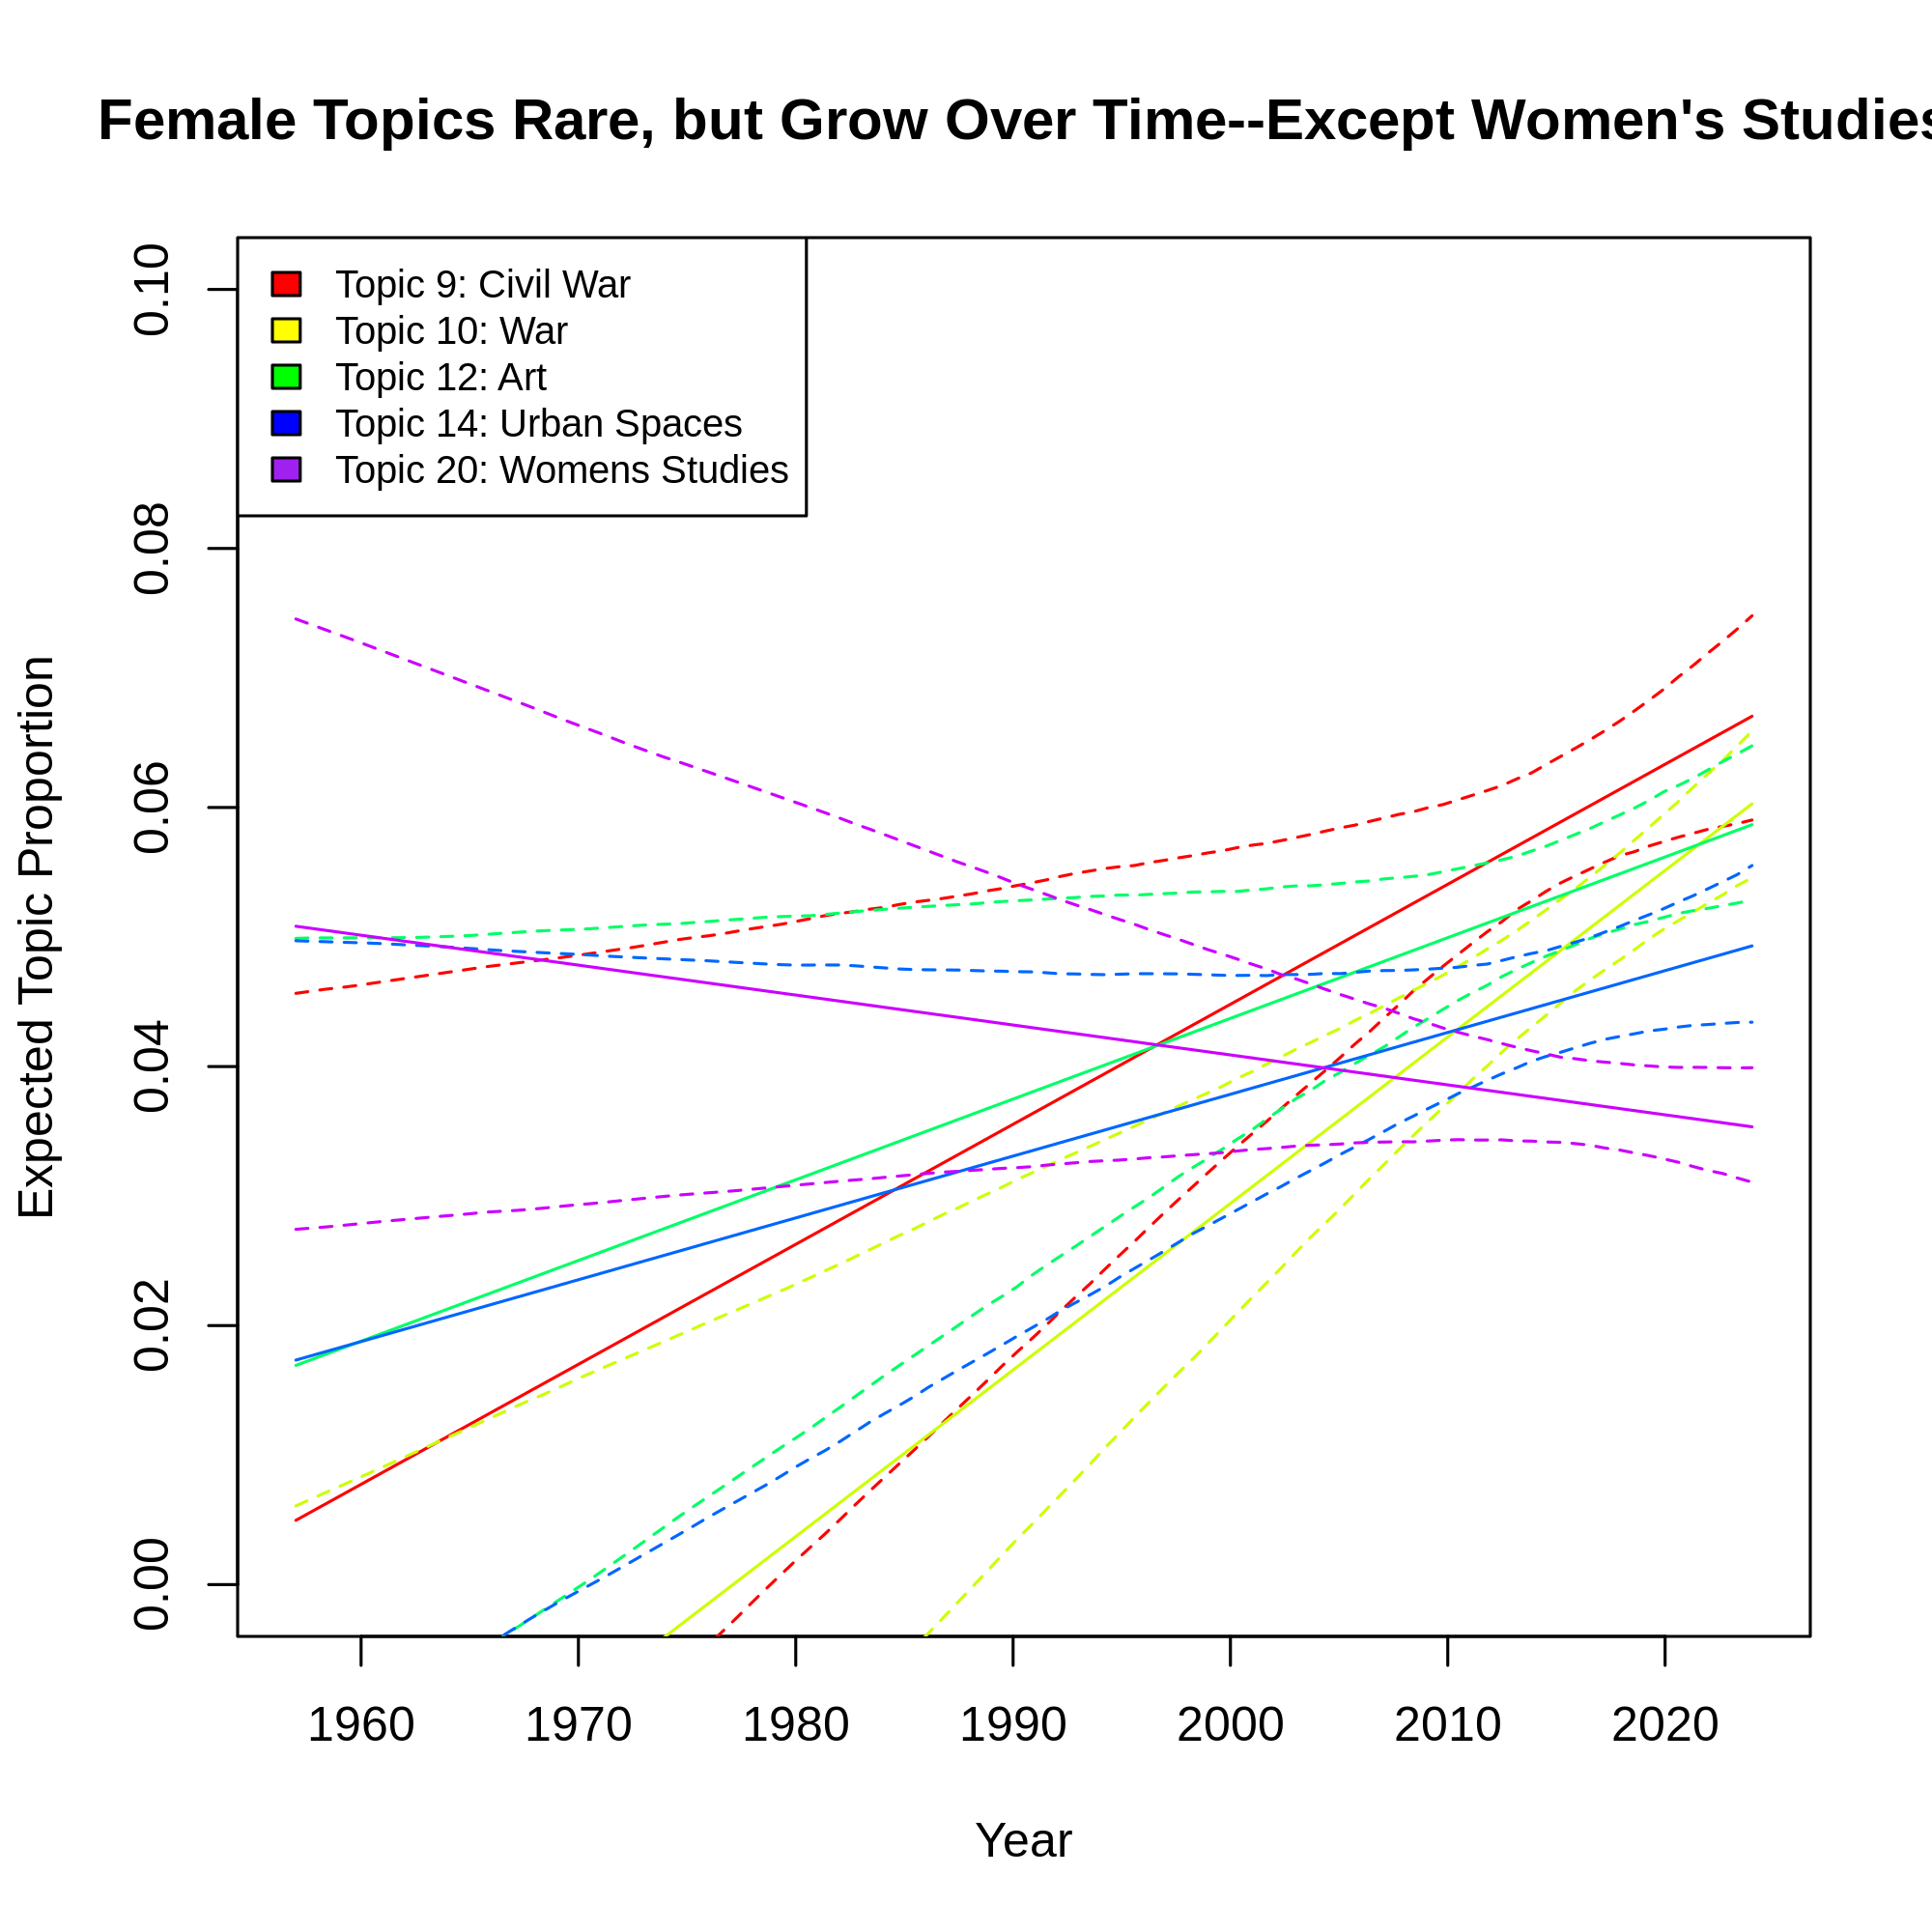 Female Topics Rare, but Grow Over Time--Except Women's Studies
Topic 9: Civil War
Topic 10: War
Topic 12: Art
Topic 14: Urban Spaces
Topic 20: Womens Studies
Expected Topic Proportion
0.10
0.08
0.06
0.04
0.02
0.00
1960 1970 1980 1990 2000 2010 2020
Year